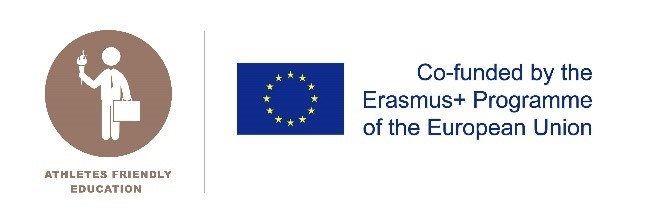 ATHLETES FRIENDLY
EDUCATION
Co-funded by the
Erasmus+ Programme
of the European Union